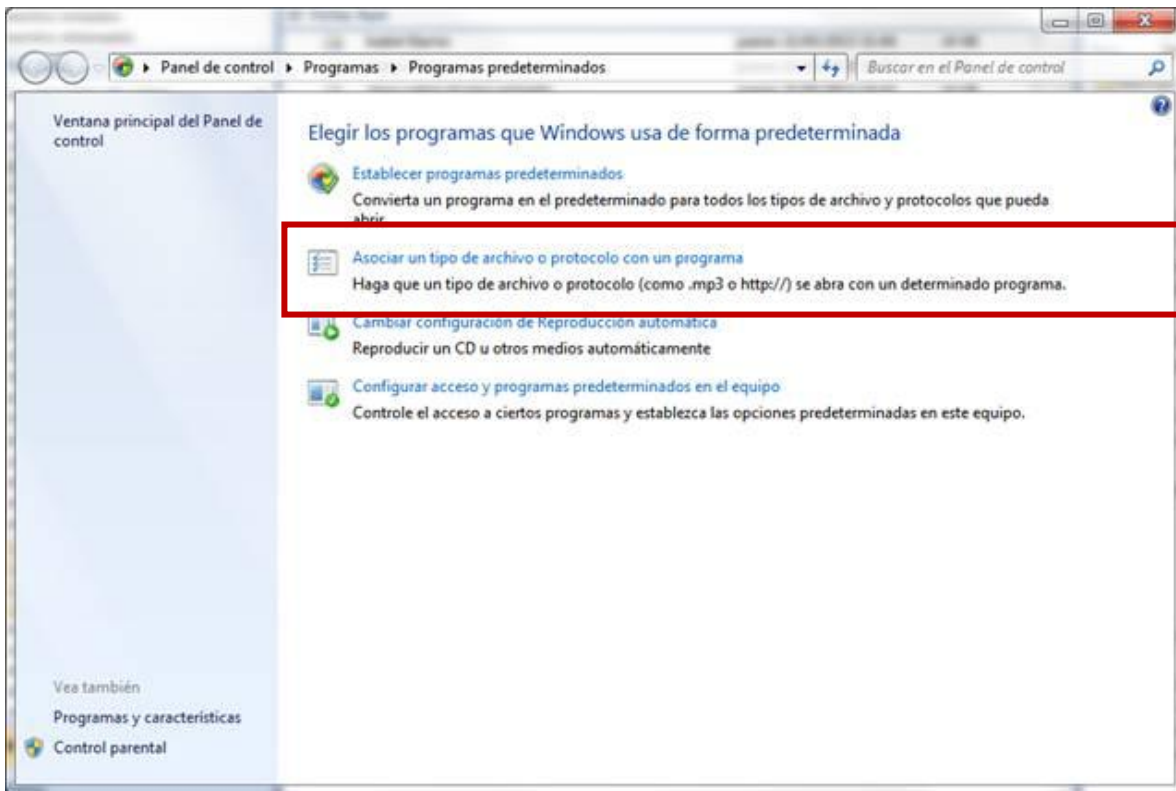 Panel de control ▸ Programas ▸ Programas predeterminados
Buscar en el Panel de control
Ventana principal del Panel de
control
Elegir los programas que Windows usa de forma predeterminada
Establecer programas predeterminados
Convierta un programa en el predeterminado para todos los tipos de archivo y protocolos que pueda
abrir.
Asociar un tipo de archivo o protocolo con un programa
Haga que un tipo de archivo o protocolo (como .mp3 o http://) se abra con un determinado programa.
Cambiar configuración de Reproducción automática
Reproducir un CD u otros medios automáticamente
Configurar acceso y programas predeterminados en el equipo
Controle el acceso a ciertos programas y establezca las opciones predeterminadas en este equipo.
Vea también
Programas y características
Control parental